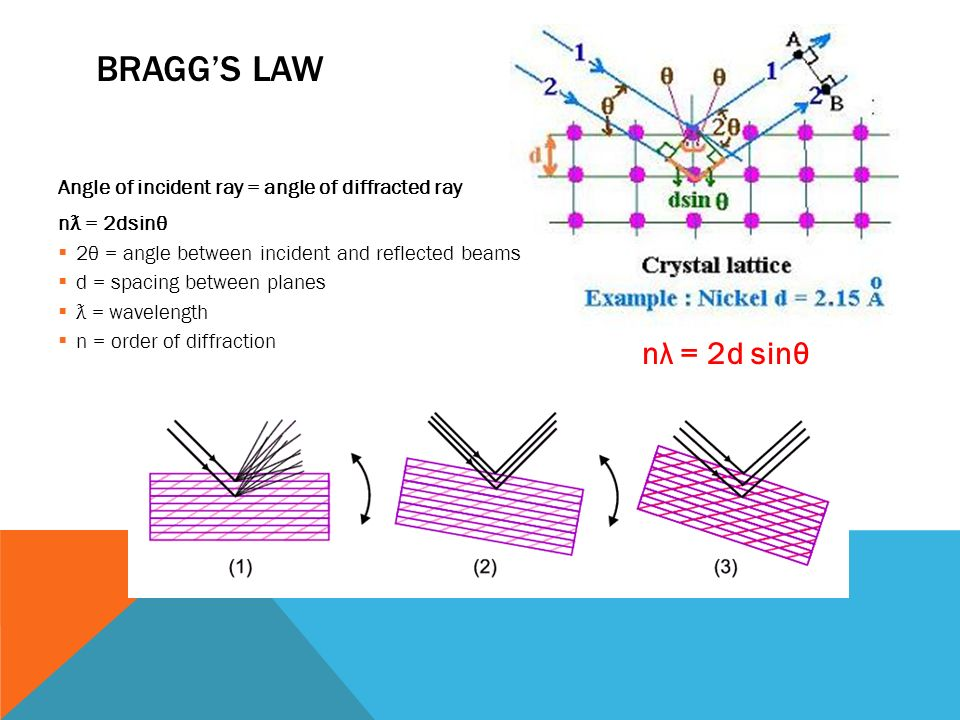 BRAGG’S LAW
Angle of incident ray = angle of diffracted ray
nƛ = 2dsinθ
2θ = angle between incident and reflected beams
d = spacing between planes
ƛ = wavelength
n = order of diffraction
1
2
θ
θ
θ
1
A
2
B
2θ
d
dsinθ
Crystal lattice
Example : Nickel d = 2.15 Å
nλ = 2d sinθ
(1)
(2)
(3)